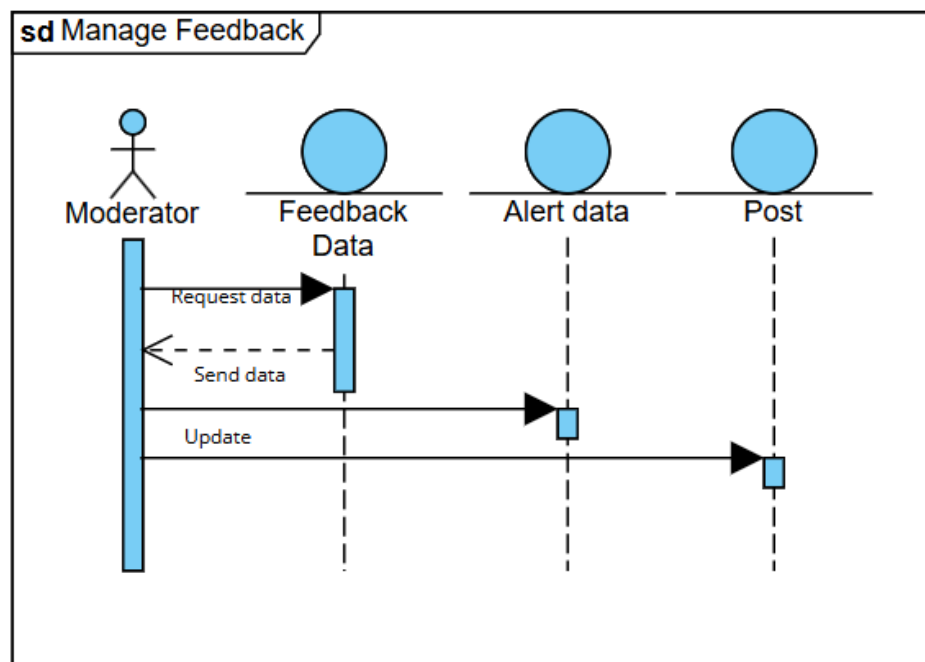 sd Manage Feedback
Moderator
Feedback
Data
Alert data
Post
Request data
Send data
Update